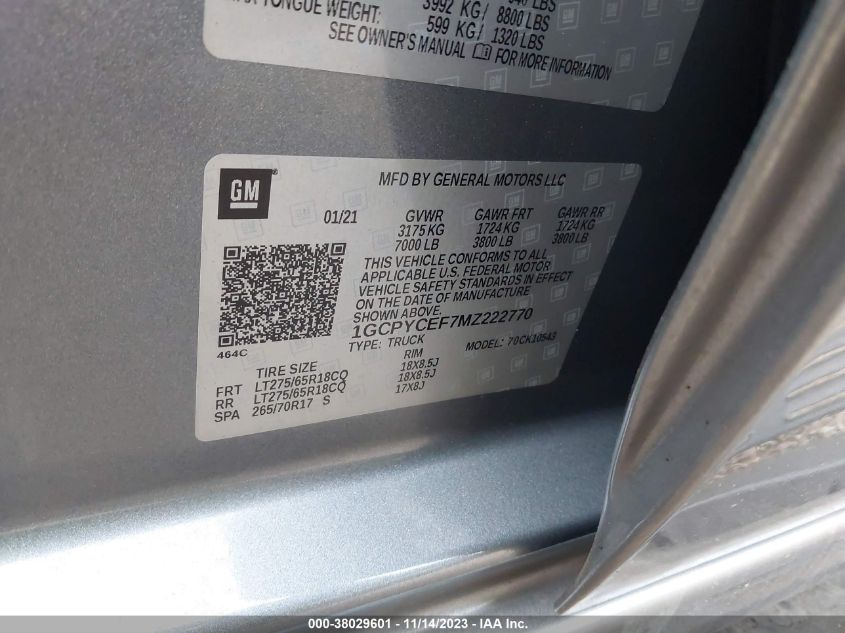 3992 KG/ 8800 LBS
TONGUE WEIGHT:
599 KG/ 1320 LBS
SEE OWNER'S MANUAL FOR MORE INFORMATION
GM
MFD BY GENERAL MOTORS LLC
01/21 GVWR GAWR FRT GAWR RR
3175 KG 1724 KG 1724 KG
7000 LB 3800 LB 3800 LB
THIS VEHICLE CONFORMS TO ALL
APPLICABLE U.S. FEDERAL MOTOR
VEHICLE SAFETY STANDARDS IN EFFECT
ON THE DATE OF MANUFACTURE
SHOWN ABOVE.
1GCPYCEF7MZ222770
464C
TYPE: TRUCK MODEL: 70CK10543
TIRE SIZE RIM
FRT LT275/65R18CQ 18X8.5J
RR LT275/65R18CQ 18X8.5J
SPA 265/70R17 S 17X8J
000-38029601 - 11/14/2023 - IAA Inc.